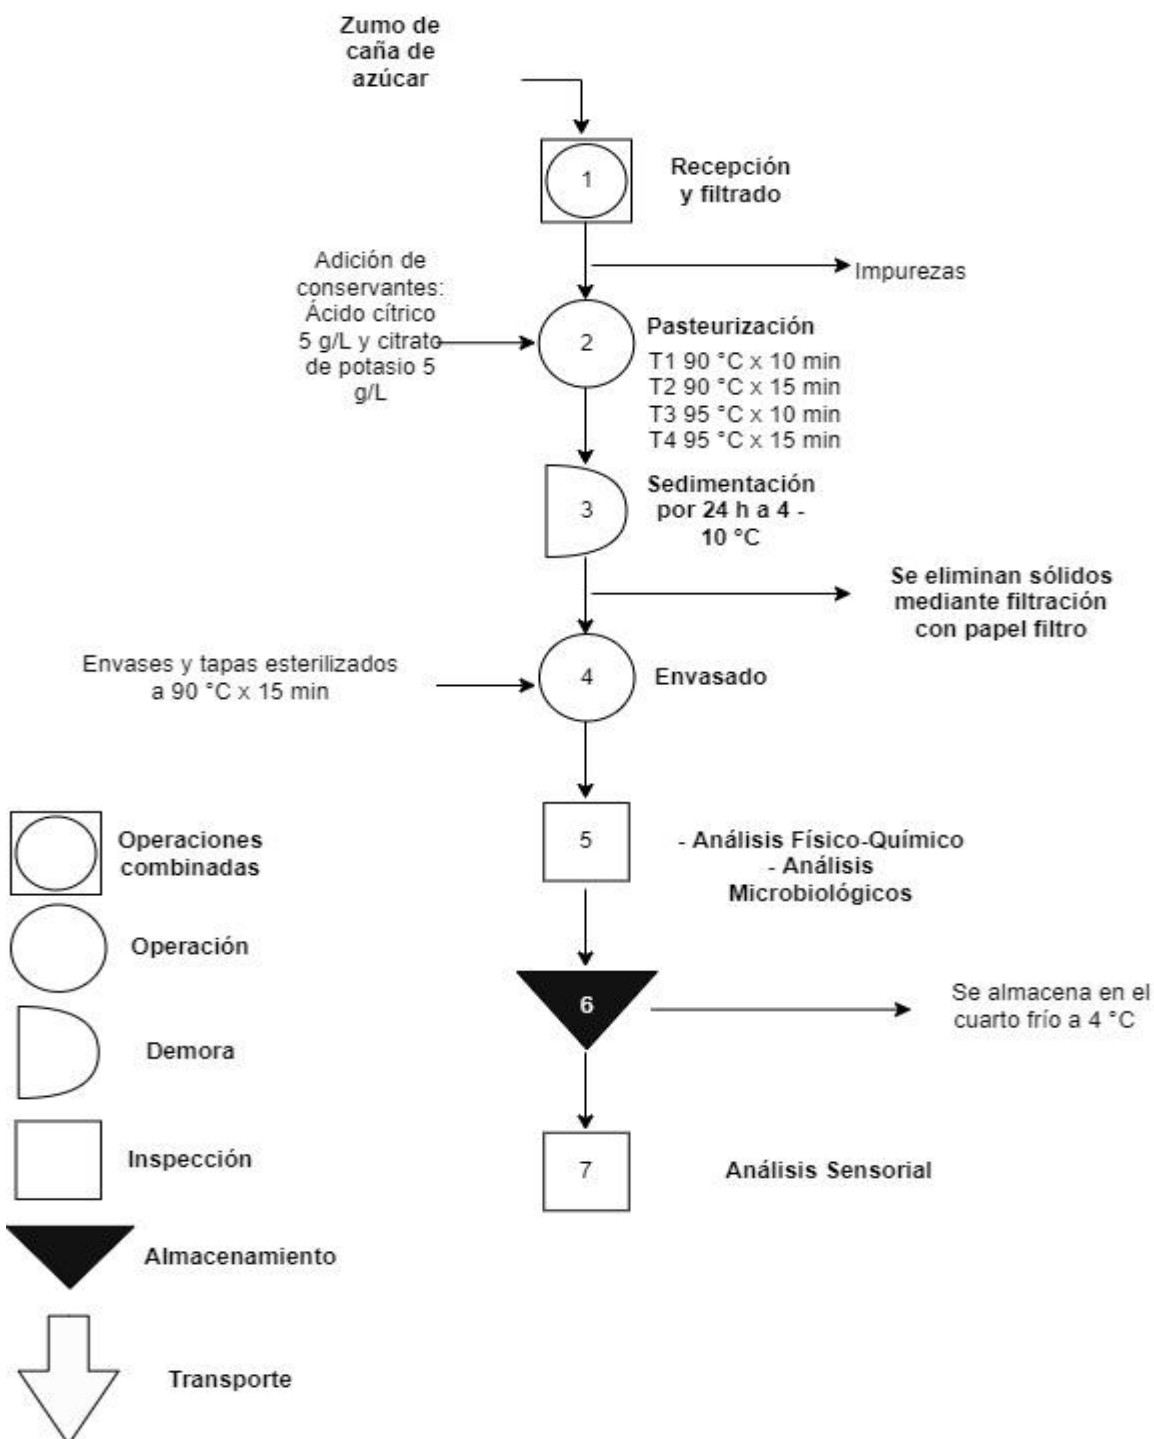 Zumo de
caña de
azúcar
1
Recepción
y filtrado
Impurezas
Adición de
conservantes:
Ácido cítrico
5 g/L y citrato
de potasio 5
g/L
2
Pasteurización
T1 90 °C x 10 min
T2 90 °C x 15 min
T3 95 °C x 10 min
T4 95 °C x 15 min
3
Sedimentación
por 24 h a 4 -
10 °C
Se eliminan sólidos
mediante filtración
con papel filtro
Envases y tapas esterilizados
a 90 °C x 15 min
4
Envasado
5
- Análisis Físico-Químico
- Análisis
Microbiológicos
6
Se almacena en el
cuarto frío a 4 °C
7
Análisis Sensorial
Operaciones
combinadas
Operación
Demora
Inspección
Almacenamiento
Transporte